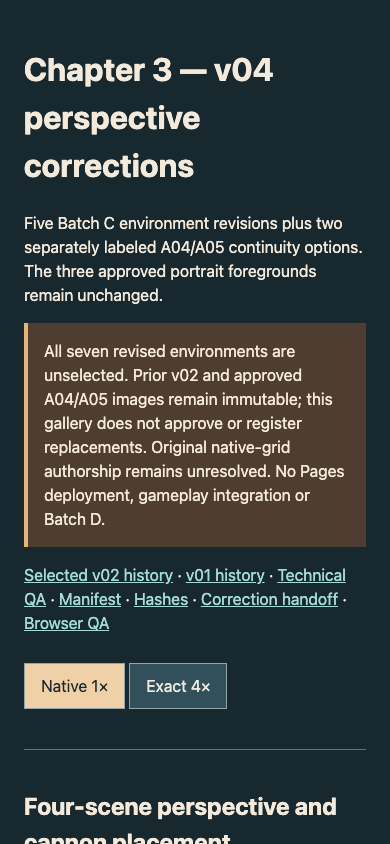 Chapter 3 — v04
perspective
corrections
Five Batch C environment revisions plus two
separately labeled A04/A05 continuity options.
The three approved portrait foregrounds
remain unchanged.
All seven revised environments are
unselected. Prior v02 and approved
A04/A05 images remain immutable; this
gallery does not approve or register
replacements. Original native-grid
authorship remains unresolved. No Pages
deployment, gameplay integration or
Batch D.
Selected v02 history · v01 history · Technical
QA · Manifest · Hashes · Correction handoff ·
Browser QA
Native 1× Exact 4×
Four-scene perspective and
cannon placement